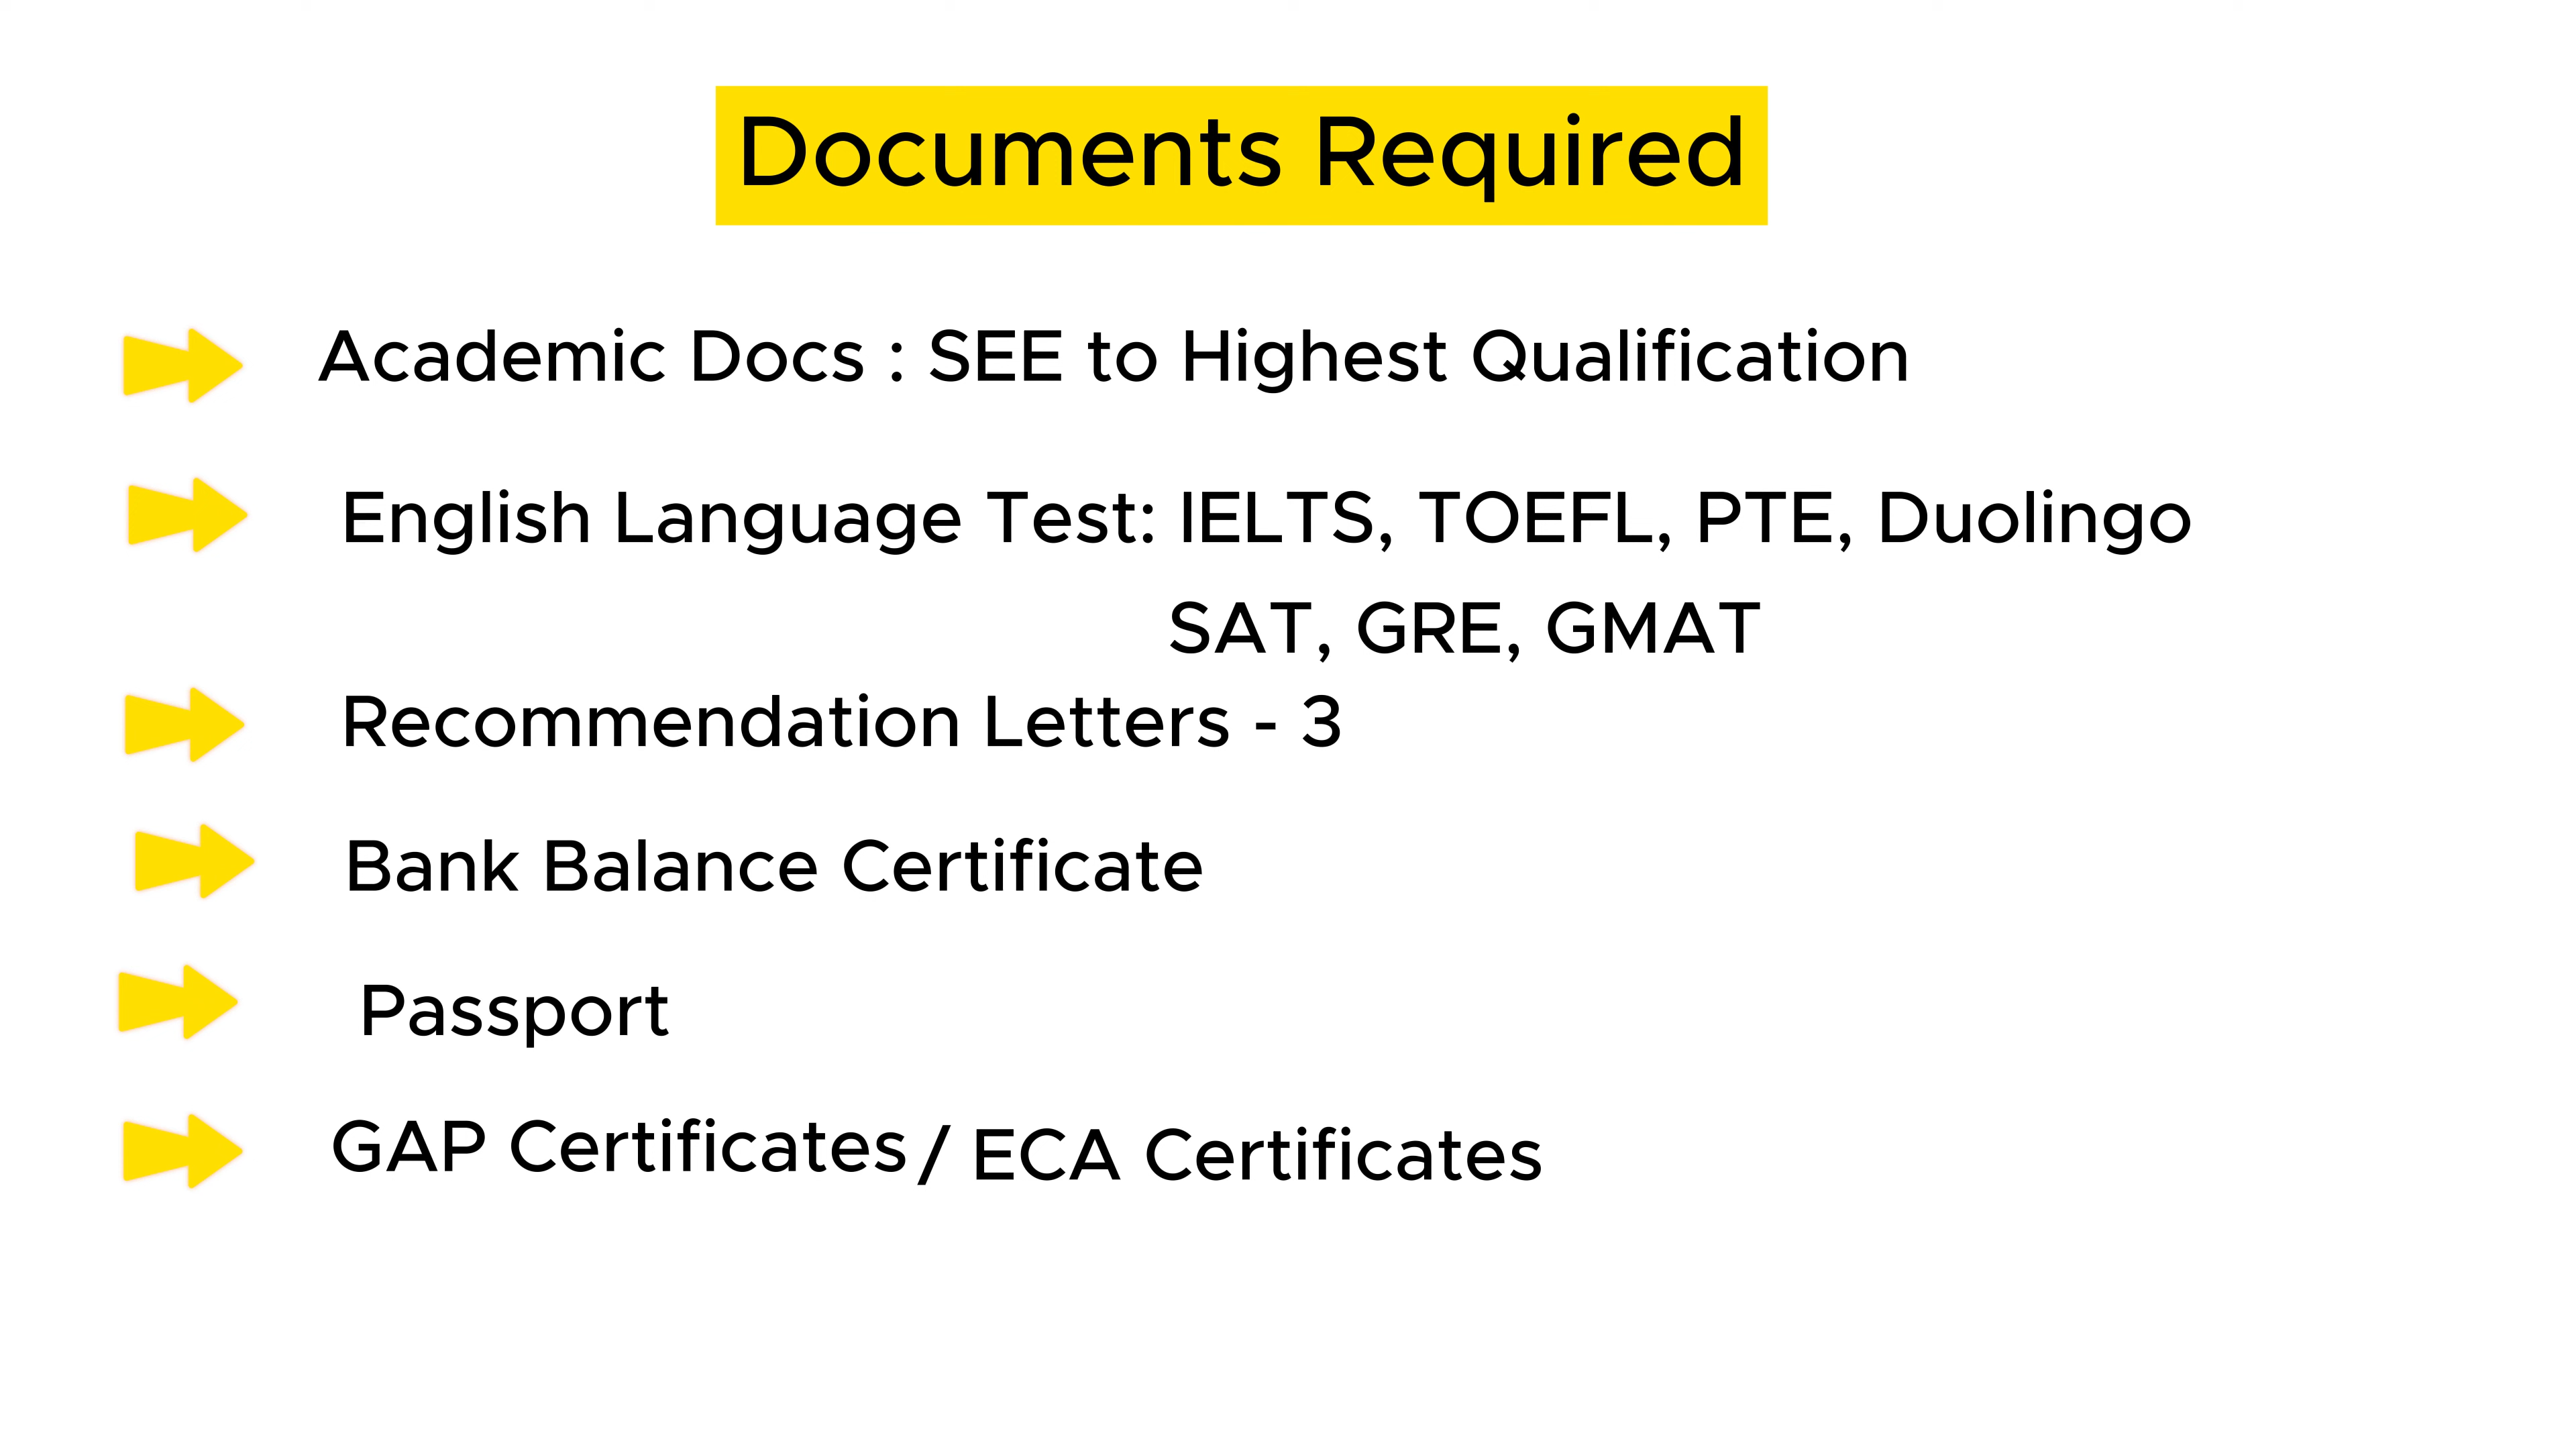 Documents Required
Academic Docs : SEE to Highest Qualification
English Language Test: IELTS, TOEFL, PTE, Duolingo
SAT, GRE, GMAT
Recommendation Letters - 3
Bank Balance Certificate
Passport
GAP Certificates / ECA Certificates